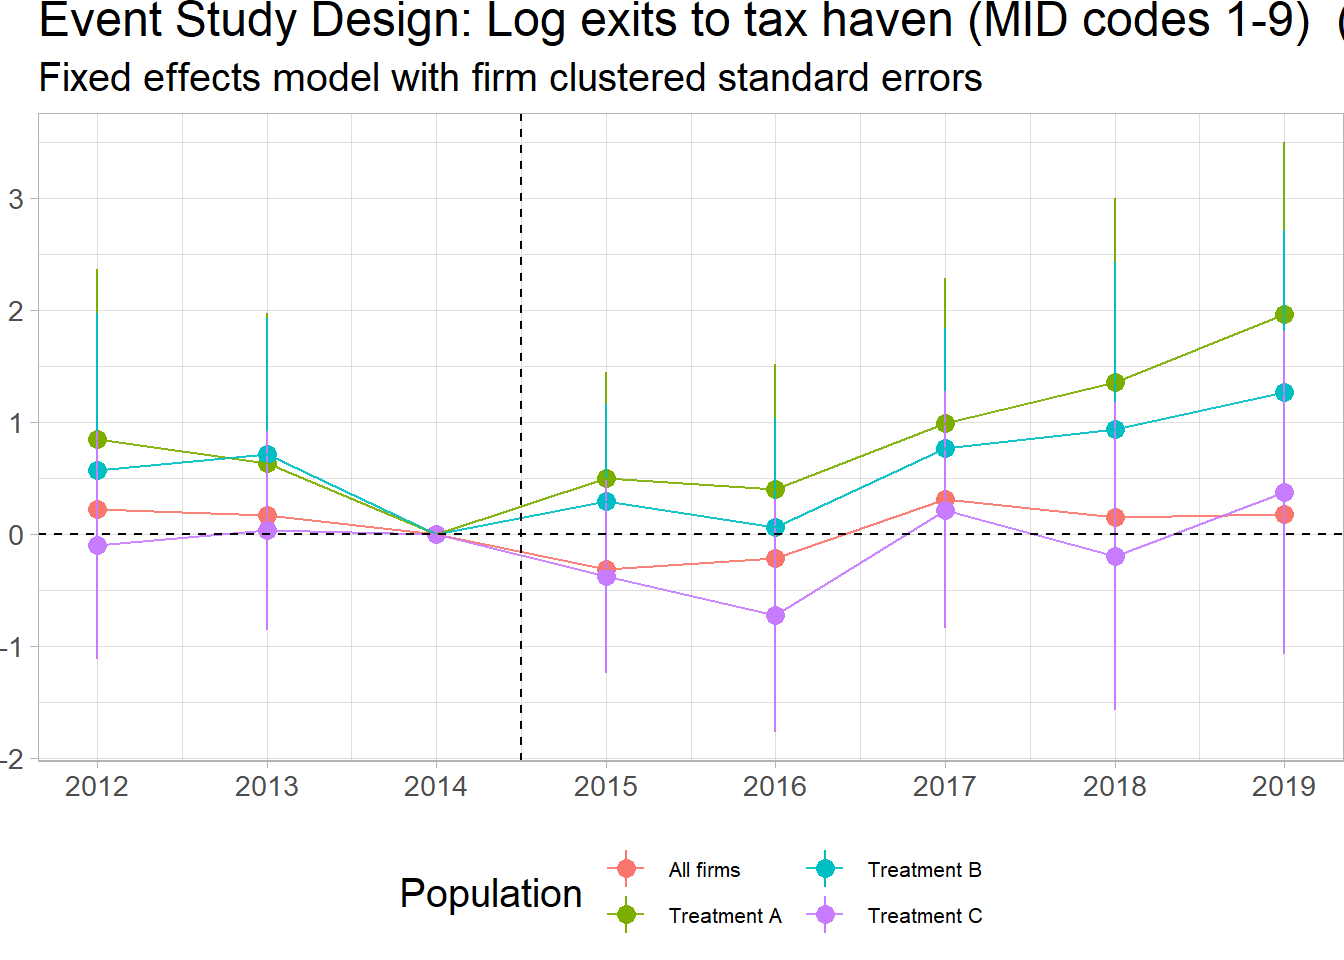 Event Study Design: Log exits to tax haven (MID codes 1-9) (
Fixed effects model with firm clustered standard errors
3
2
1
0
-1
-2
2012 2013 2014 2015 2016 2017 2018 2019
Population
All firms
Treatment A
Treatment B
Treatment C